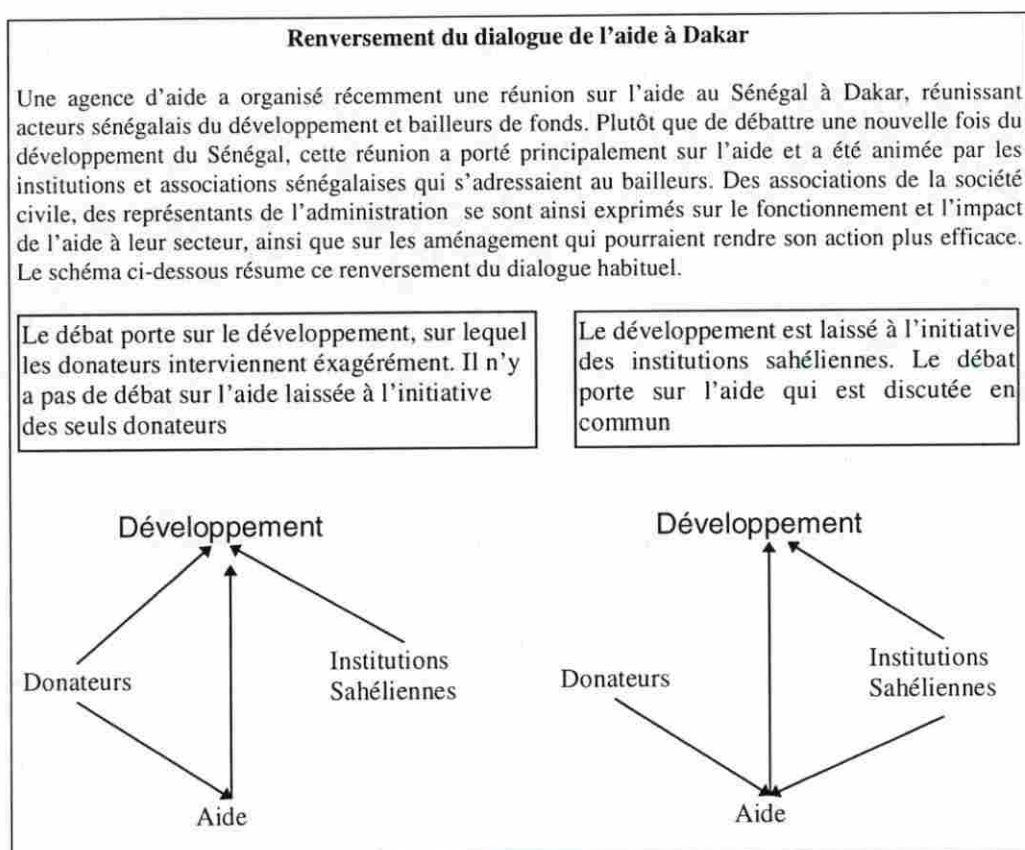 Renversement du dialogue de l'aide à Dakar
Une agence d'aide a organisé récemment une réunion sur l'aide au Sénégal à Dakar, réunissant
acteurs sénégalais du développement et bailleurs de fonds. Plutôt que de débattre une nouvelle fois du
développement du Sénégal, cette réunion a porté principalement sur l'aide et a été animée par les
institutions et associations sénégalaises qui s'adressaient au bailleurs. Des associations de la société
civile, des représentants de l'administration se sont ainsi exprimés sur le fonctionnement et l'impact
de l'aide à leur secteur, ainsi que sur les aménagement qui pourraient rendre son action plus efficace.
Le schéma ci-dessous résume ce renversement du dialogue habituel.
Le débat porte sur le développement, sur lequel
les donateurs interviennent éxagérément. Il n'y
a pas de débat sur l'aide laissée à l'initiative
des seuls donateurs
Le développement est laissé à l'initiative
des institutions sahéliennes. Le débat
porte sur l'aide qui est discutée en
commun
Développement
Donateurs
Institutions
Sahéliennes
Aide
Développement
Donateurs
Institutions
Sahéliennes
Aide